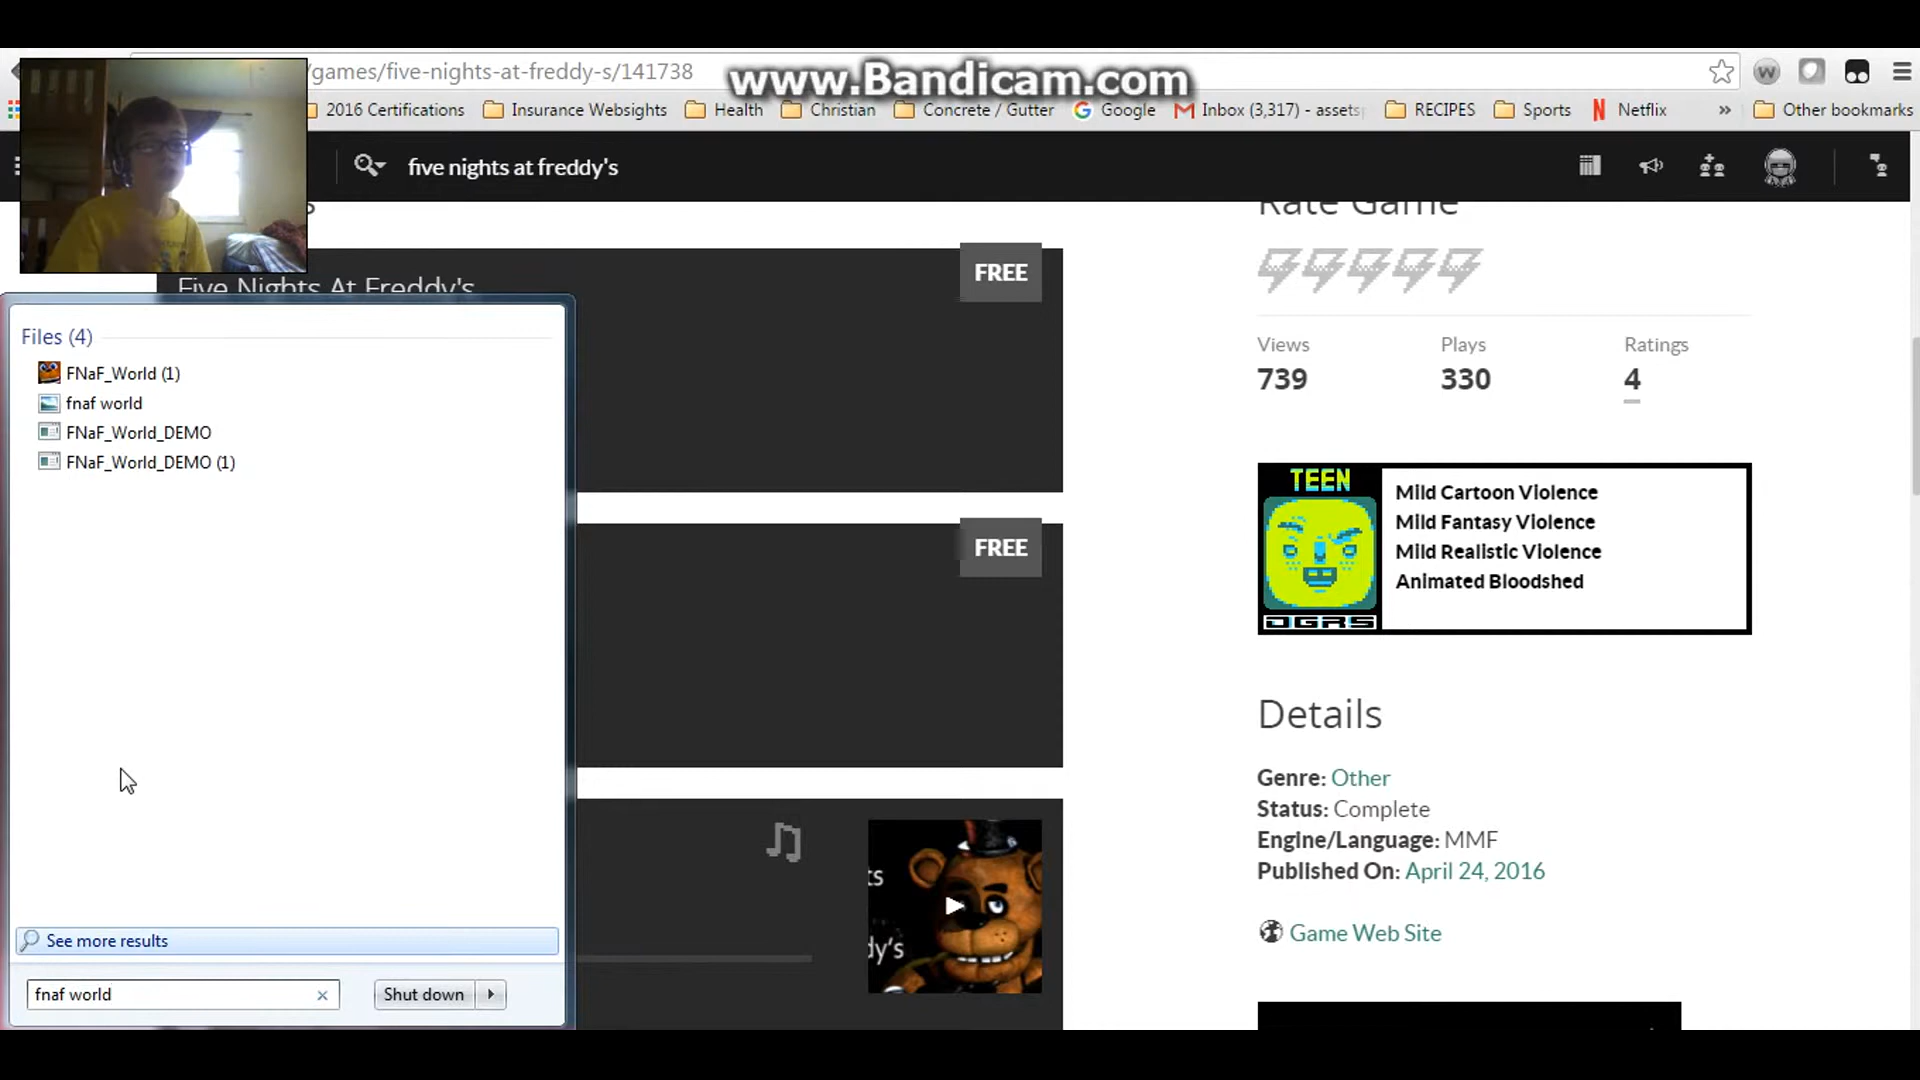 /games/five-nights-at-freddy-s/141738
www.Bandicam.com
2016 Certifications
Insurance Websights
Health
Christian
Concrete / Gutter
Google
Inbox (3,317) - assets
RECIPES
Sports
Netflix
»
Other bookmarks
five nights at freddy's
Rate Game
Five Nights At Freddy's
FREE
Views
Plays
Ratings
739
330
4
Files (4)
FNaF_World (1)
fnaf world
FNaF_World_DEMO
FNaF_World_DEMO (1)
FREE
TEEN
Mild Cartoon Violence
Mild Fantasy Violence
Mild Realistic Violence
Animated Bloodshed
DGRS
Details
Genre: Other
Status: Complete
Engine/Language: MMF
Published On: April 24, 2016
Game Web Site
ts
dy's
See more results
fnaf world
Shut down